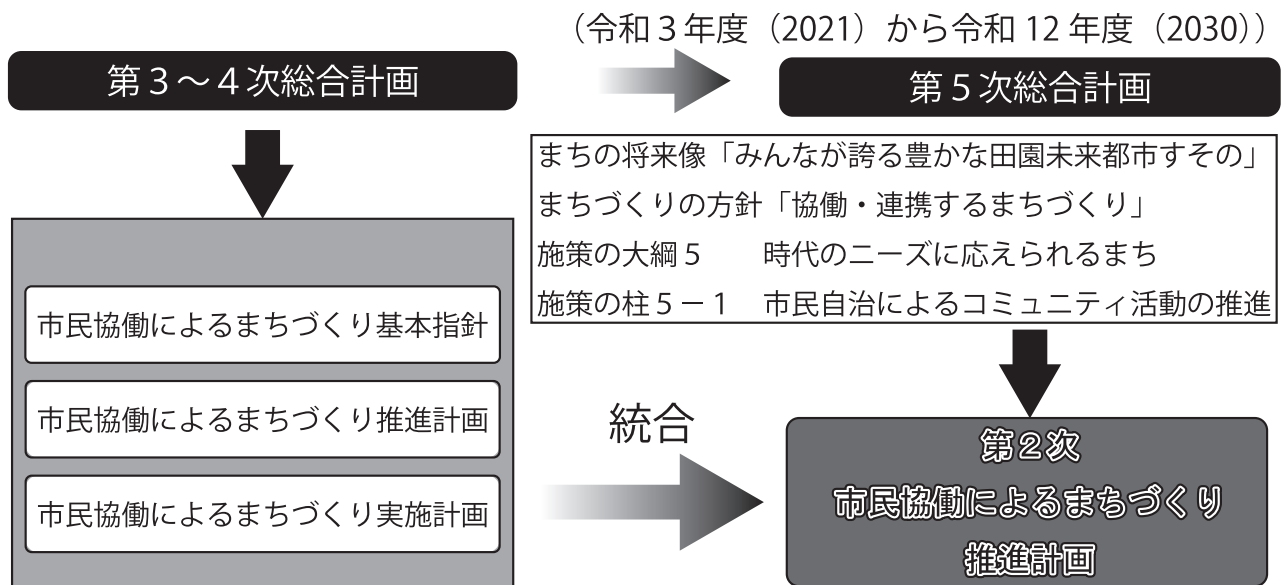 （令和３年度（2021）から令和 12 年度（2030））
第３～４次総合計画
第５次総合計画
まちの将来像「みんなが誇る豊かな田園未来都市すその」
まちづくりの方針「協働・連携するまちづくり」
施策の大綱５　時代のニーズに応えられるまち
施策の柱５－１　市民自治によるコミュニティ活動の推進
市民協働によるまちづくり基本指針
市民協働によるまちづくり推進計画
市民協働によるまちづくり実施計画
統合
第２次
市民協働によるまちづくり
推進計画